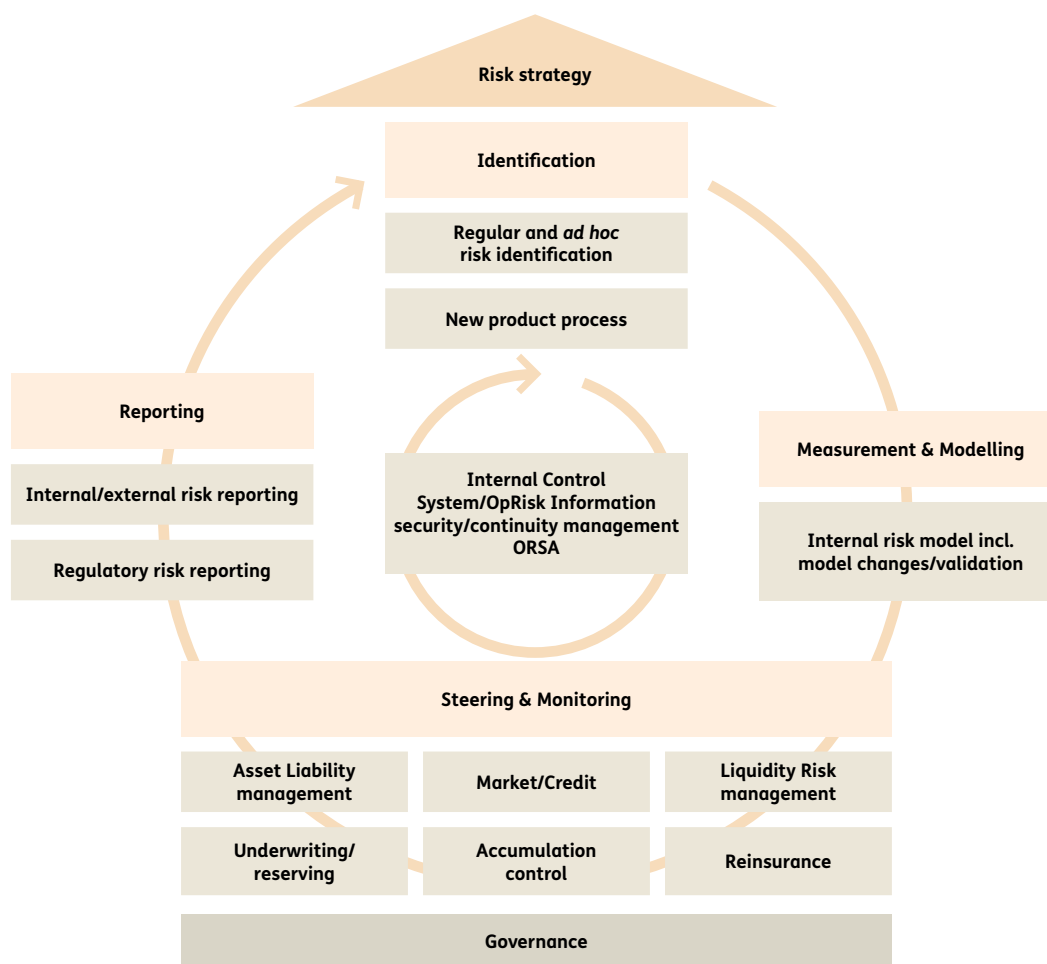 Risk strategy
Identification
Regular and ad hoc
risk identification
New product process
Reporting
Internal/external risk reporting
Regulatory risk reporting
Internal Control
System/OpRisk Information
security/continuity management
ORSA
Measurement & Modelling
Internal risk model incl.
model changes/validation
Steering & Monitoring
Asset Liability
management
Market/Credit
Liquidity Risk
management
Underwriting/
reserving
Accumulation
control
Reinsurance
Governance